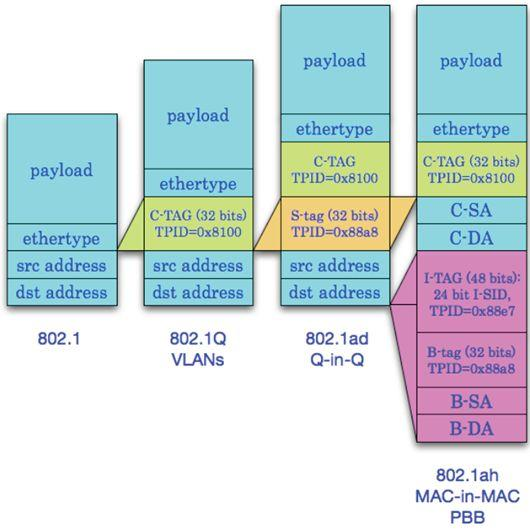 payload
ethertype
src address
dst address
802.1
payload
ethertype
C-TAG (32 bits)
TPID=0x8100
src address
dst address
802.1Q
VLANs
payload
ethertype
C-TAG
TPID=0x8100
S-tag (32 bits)
TPID=0x88a8
src address
dst address
802.1ad
Q-in-Q
payload
ethertype
C-TAG (32 bits)
TPID=0x8100
C-SA
C-DA
I-TAG (48 bits):
24 bit I-SID,
TPID=0x88e7
B-tag (32 bits)
TPID=0x88a8
B-SA
B-DA
802.1ah
MAC-in-MAC
PBB